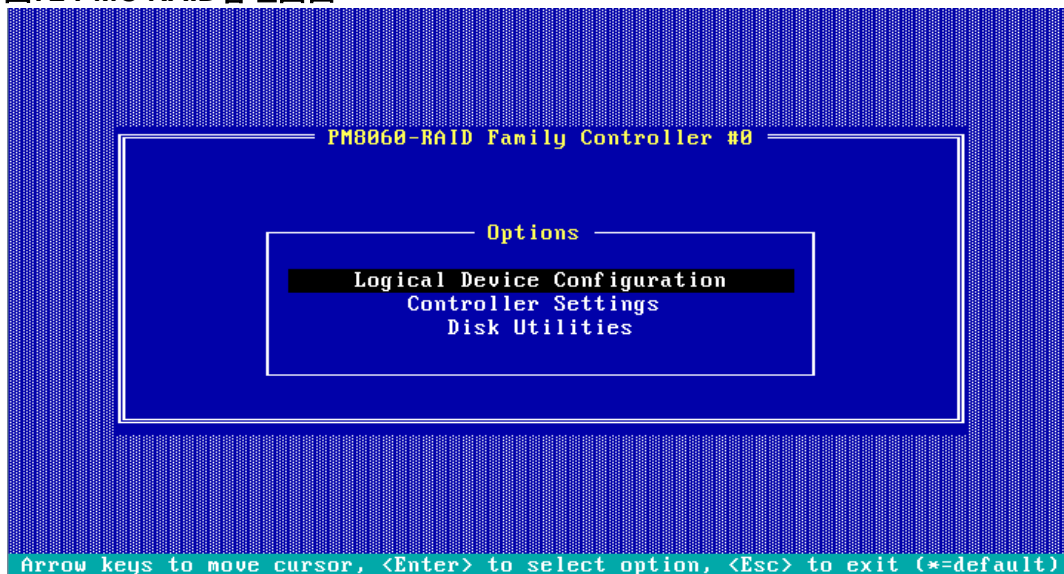 PM8060-RAID Family Controller #0
Options
Logical Device Configuration
Controller Settings
Disk Utilities
Arrow keys to move cursor, <Enter> to select option, <Esc> to exit (*=default)